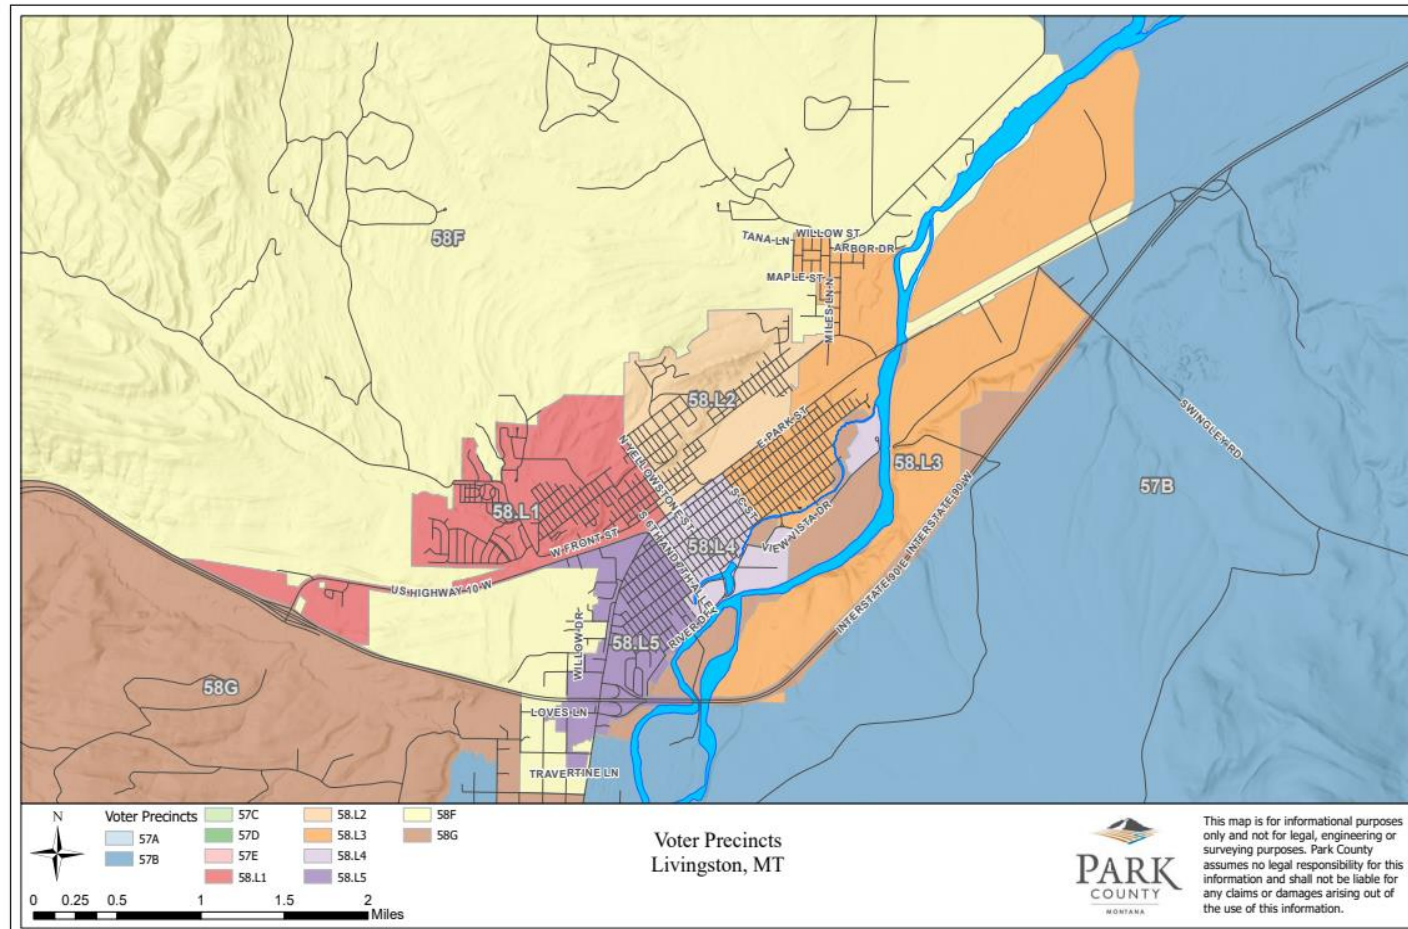 58F
TANA LN
WILLOW ST
ARBOR DR
MAPLE ST
MILES LN N
58.L2
E PARK ST
N YELLOWSTONE ST
S C ST
58.L3
SWINGLEY RD
57B
58.L1
W FRONT ST
58.L4
VIEW VISTA DR
US HIGHWAY 10 W
INTERSTATE 90 E
INTERSTATE 90 W
WILLOW DR
58.L5
RIVER DR
58G
LOVES LN
TRAVERTINE LN
N
Voter Precincts
57A
57B
57C
57D
57E
58.L1
58.L2
58.L3
58.L4
58.L5
58F
58G
0 0.25 0.5 1 1.5 2
Miles
Voter Precincts
Livingston, MT
PARK
COUNTY
MONTANA
This map is for informational purposes
only and not for legal, engineering or
surveying purposes. Park County
assumes no legal responsibility for this
information and shall not be liable for
any claims or damages arising out of
the use of this information.